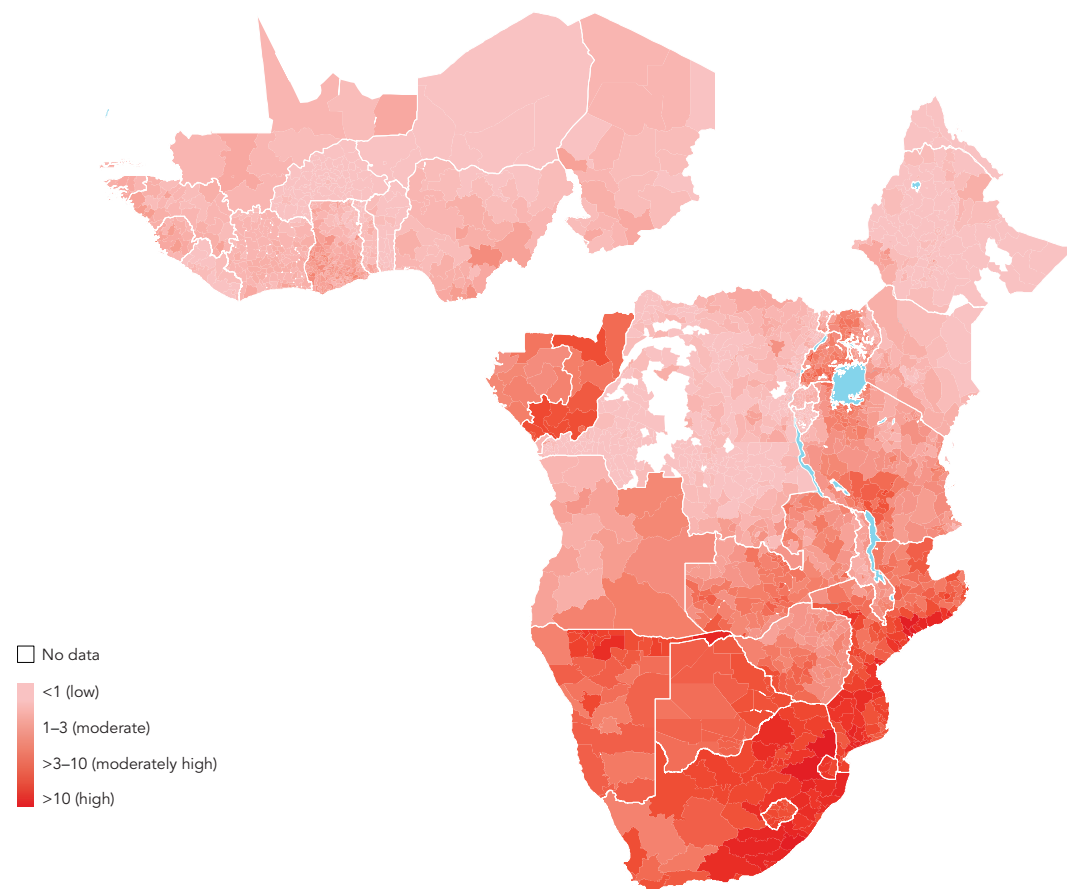 No data
<1 (low)
1–3 (moderate)
>3–10 (moderately high)
>10 (high)